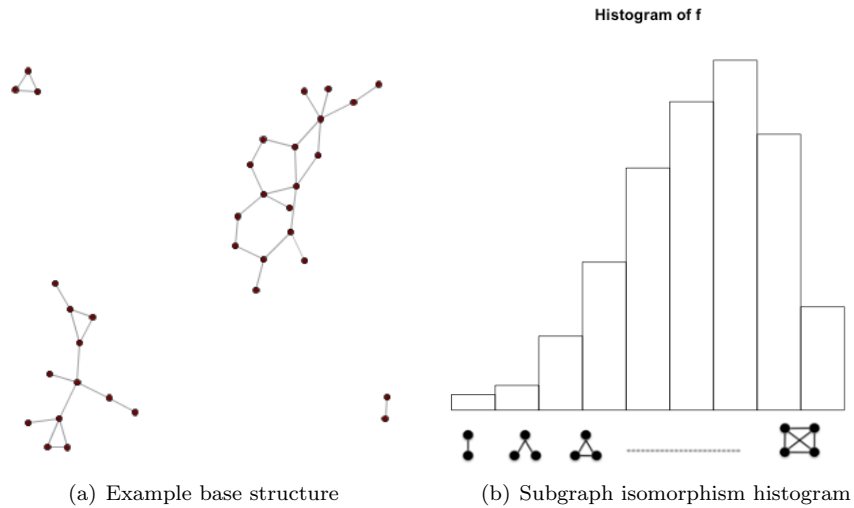 Histogram of f
(a) Example base structure
(b) Subgraph isomorphism histogram